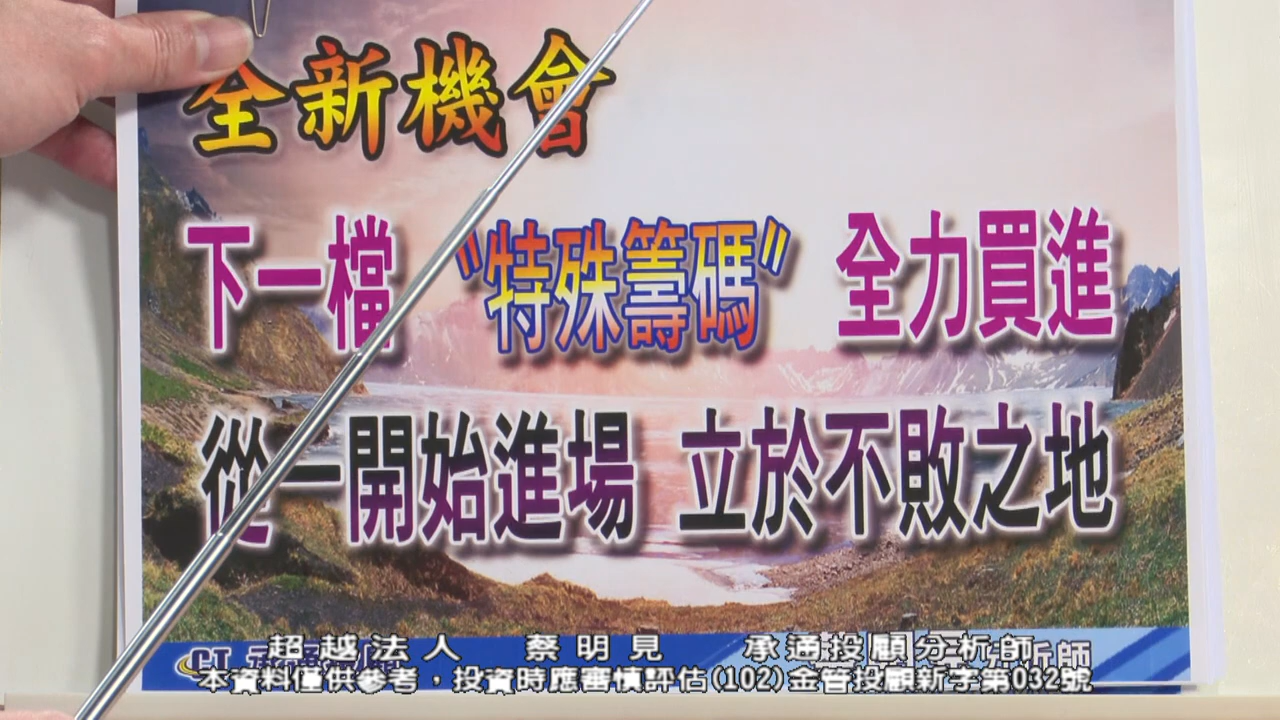 全新機會
下一檔 〝特殊籌碼〞 全力買進
從一開始進場 立於不敗之地
超越法人 蔡明見 承通投顧分析師
本資料僅供參考，投資時應審慎評估(102)金管投顧新字第032號